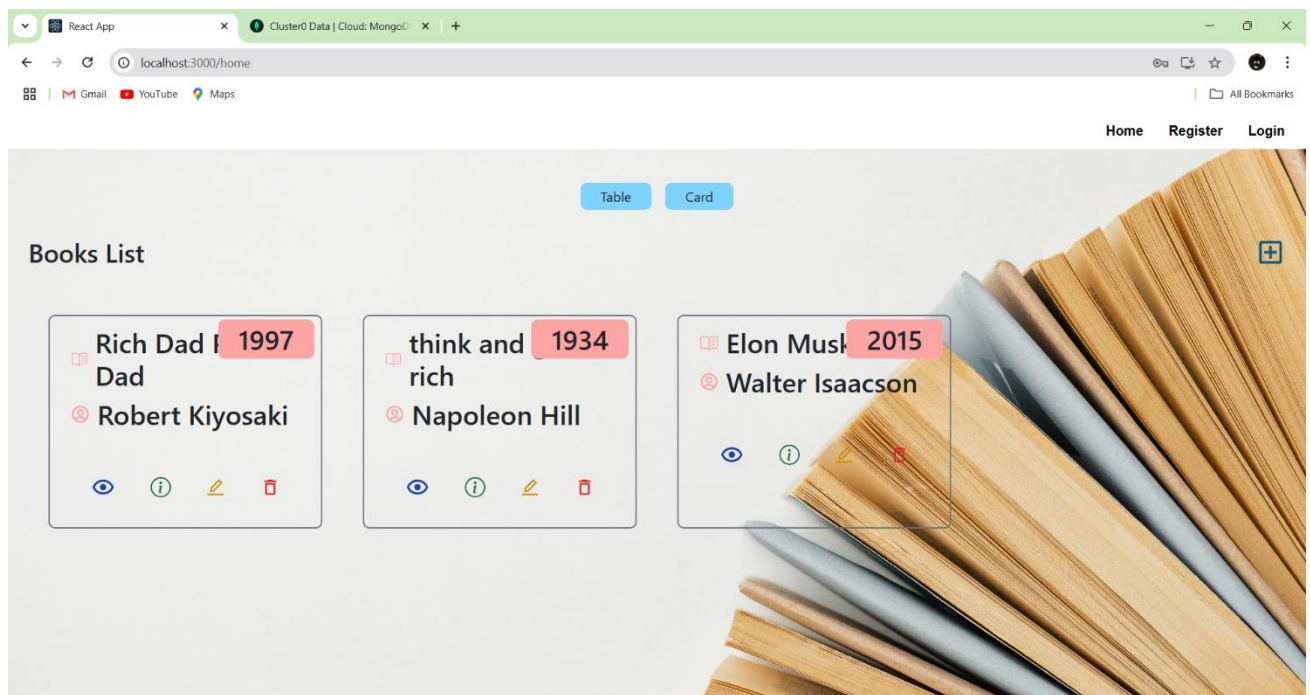 React App
Cluster0 Data | Cloud: MongoD
localhost:3000/home
Gmail YouTube Maps All Bookmarks
Home Register Login
Table Card
Books List
Rich Dad 1997
Dad
Robert Kiyosaki
think and 1934
rich
Napoleon Hill
Elon Musk 2015
Walter Isaacson